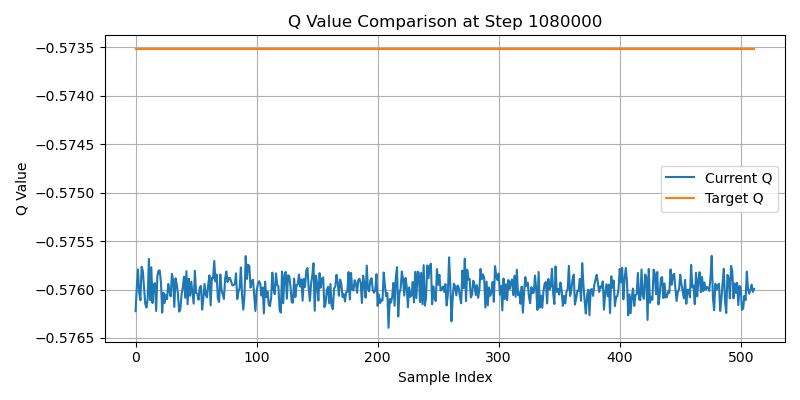 Q Value Comparison at Step 1080000
−0.5735
−0.5740
−0.5745
−0.5750
−0.5755
−0.5760
−0.5765
Q Value
Current Q
Target Q
0
100
200
300
400
500
Sample Index